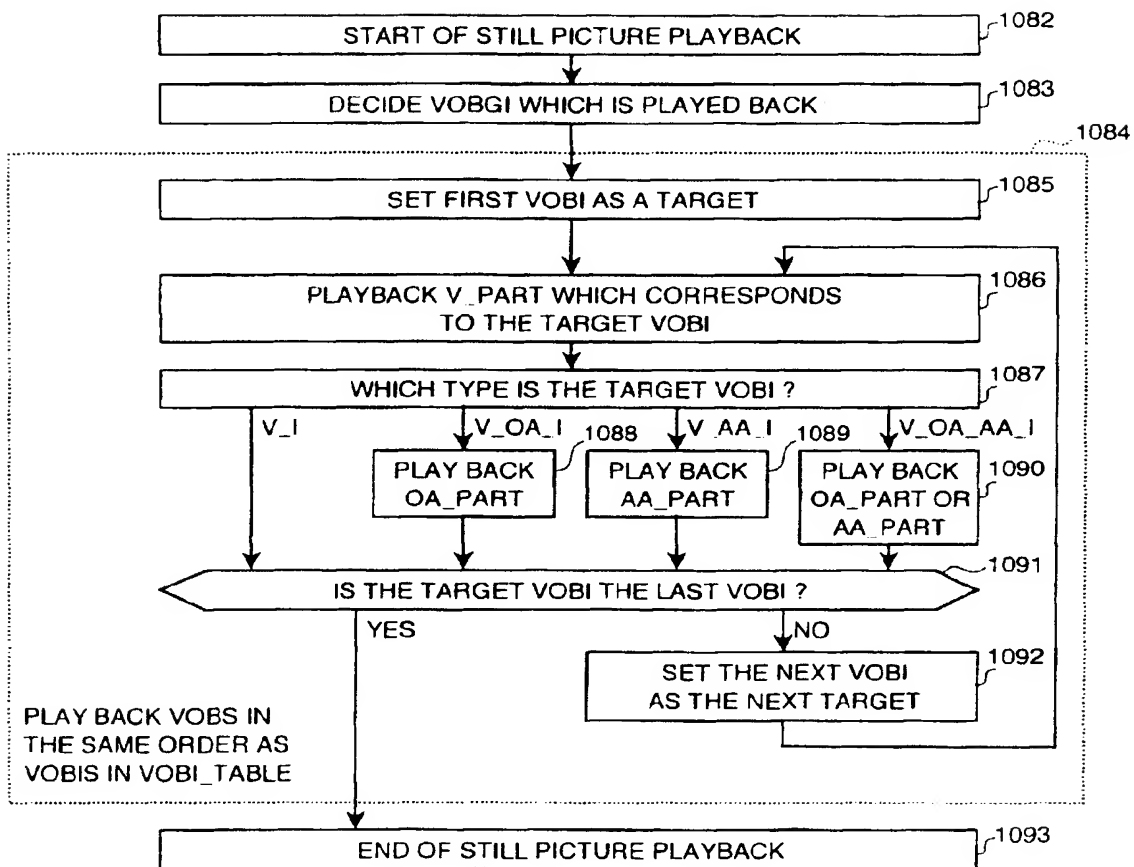 1082
START OF STILL PICTURE PLAYBACK
1083
DECIDE VOBGI WHICH IS PLAYED BACK
1084
1085
SET FIRST VOBI AS A TARGET
1086
PLAYBACK V_PART WHICH CORRESPONDS
TO THE TARGET VOBI
1087
WHICH TYPE IS THE TARGET VOBI ?
V_I
V_OA_I
V_AA_I
V_OA_AA_I
1088
1089
1090
PLAY BACK
OA_PART
PLAY BACK
AA_PART
PLAY BACK
OA_PART OR
AA_PART
1091
IS THE TARGET VOBI THE LAST VOBI ?
YES
NO
1092
SET THE NEXT VOBI
AS THE NEXT TARGET
PLAY BACK VOBS IN
THE SAME ORDER AS
VOBIS IN VOBI_TABLE
1093
END OF STILL PICTURE PLAYBACK